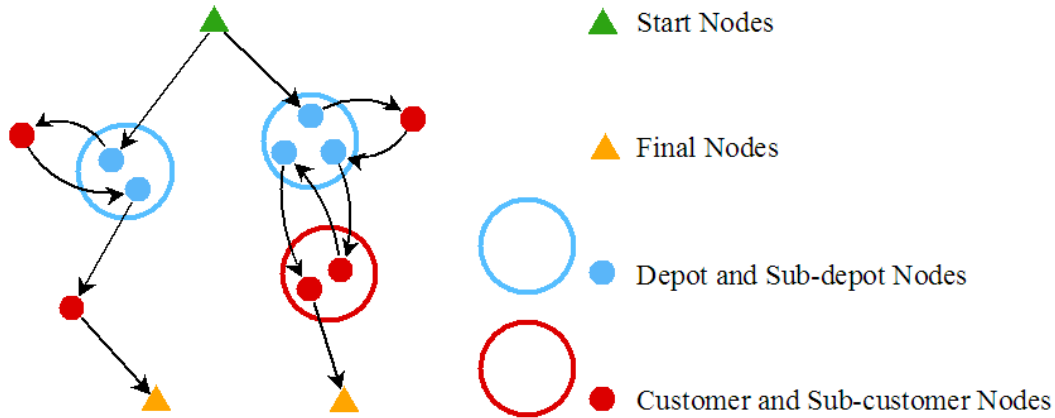 Start Nodes
Final Nodes
Depot and Sub-depot Nodes
Customer and Sub-customer Nodes